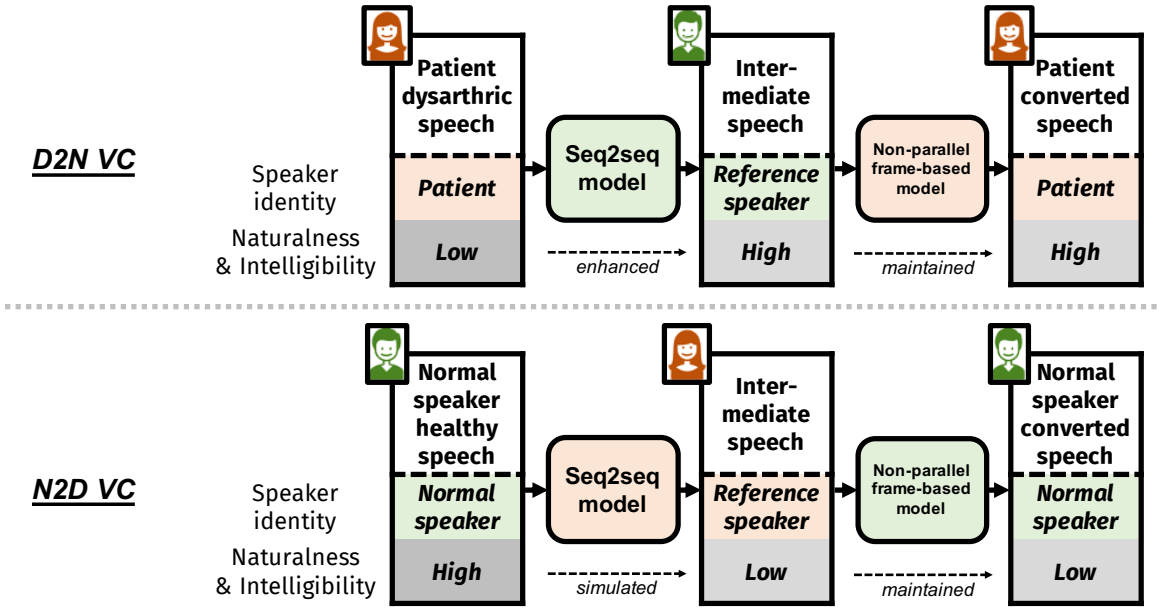 D2N VC
Speaker
identity
Naturalness
& Intelligibility
Patient
dysarthric
speech
Patient
Low
Seq2seq
model
enhanced
Inter-
mediate
speech
Reference
speaker
High
Non-parallel
frame-based
model
maintained
Patient
converted
speech
Patient
High
N2D VC
Speaker
identity
Naturalness
& Intelligibility
Normal
speaker
healthy
speech
Normal
speaker
High
Seq2seq
model
simulated
Inter-
mediate
speech
Reference
speaker
Low
Non-parallel
frame-based
model
maintained
Normal
speaker
converted
speech
Normal
speaker
Low